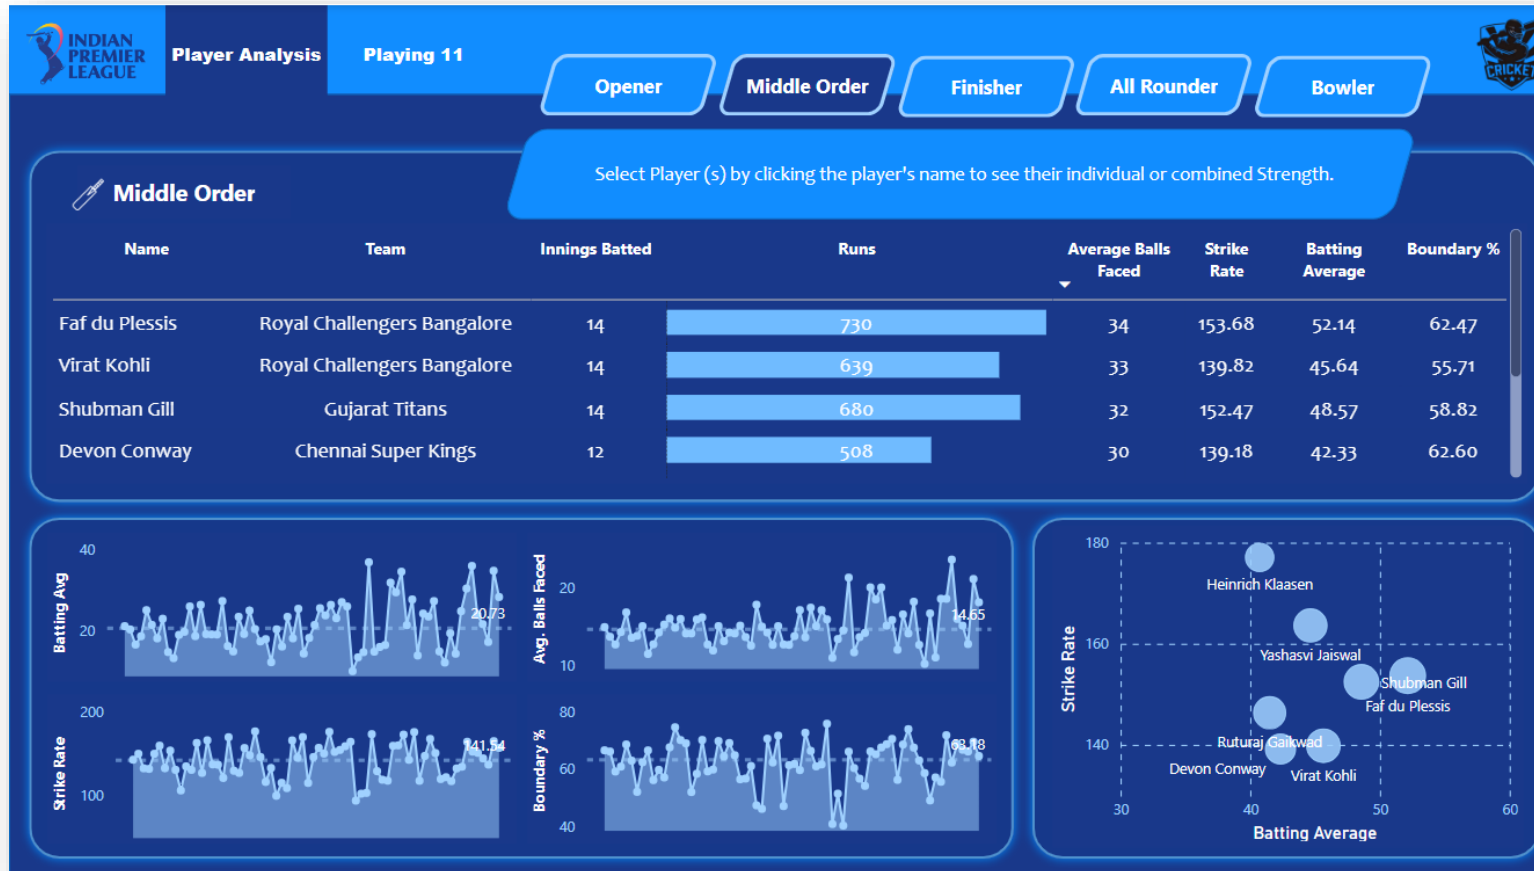 INDIAN
PREMIER
LEAGUE
Player Analysis
Playing 11
CRICKET
Opener
Middle Order
Finisher
All Rounder
Bowler
Select Player (s) by clicking the player's name to see their individual or combined Strength.
Middle Order
Name Team Innings Batted Runs Average Balls Faced Strike Rate Batting Average Boundary %
Faf du Plessis Royal Challengers Bangalore 14 730 34 153.68 52.14 62.47
Virat Kohli Royal Challengers Bangalore 14 639 33 139.82 45.64 55.71
Shubman Gill Gujarat Titans 14 680 32 152.47 48.57 58.82
Devon Conway Chennai Super Kings 12 508 30 139.18 42.33 62.60
Batting Avg
40
20
20.73
Avg. Balls Faced
20
10
14.65
Strike Rate
200
100
141.54
Boundary %
80
60
40
63.18
Strike Rate
180
160
140
Heinrich Klaasen
Yashasvi Jaiswal
Shubman Gill
Faf du Plessis
Ruturaj Gaikwad
Devon Conway
Virat Kohli
30 40 50 60
Batting Average